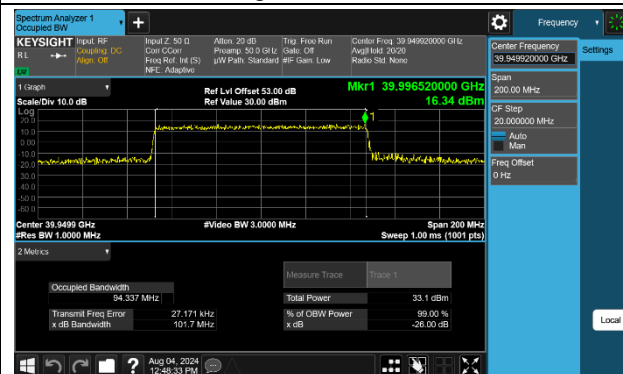 Spectrum Analyzer 1
Occupied BW
+
Frequency
KEYSIGHT
RL
Input: RF
Coupling: DC
Align: Off
Input Z: 50 Ω
Corr CCorr
Freq Ref: Int (S)
NFE: Adaptive
Atten: 20 dB
Preamp: 50.0 GHz
µW Path: Standard
Trig: Free Run
Gate: Off
#IF Gain: Low
Center Freq: 39.949920000 GHz
Avg|Hold: 20/20
Radio Std: None
LW
1 Graph
Scale/Div 10.0 dB
Ref Lvl Offset 53.00 dB
Ref Value 30.00 dBm
Mkr1 39.996520000 GHz
16.34 dBm
Log
20.0
10.0
0.00
-10.0
-20.0
-30.0
-40.0
-50.0
-60.0
1
Center 39.9499 GHz
#Res BW 1.0000 MHz
#Video BW 3.0000 MHz
Span 200 MHz
Sweep 1.00 ms (1001 pts)
2 Metrics
Measure Trace
Trace 1
Occupied Bandwidth
94.337 MHz
Total Power
33.1 dBm
Transmit Freq Error
27.171 kHz
% of OBW Power
99.00 %
x dB Bandwidth
101.7 MHz
x dB
-26.00 dB
Center Frequency
39.949920000 GHz
Settings
Span
200.00 MHz
CF Step
20.000000 MHz
Auto
Man
Freq Offset
0 Hz
Local
?
Aug 04, 2024
12:48:33 PM